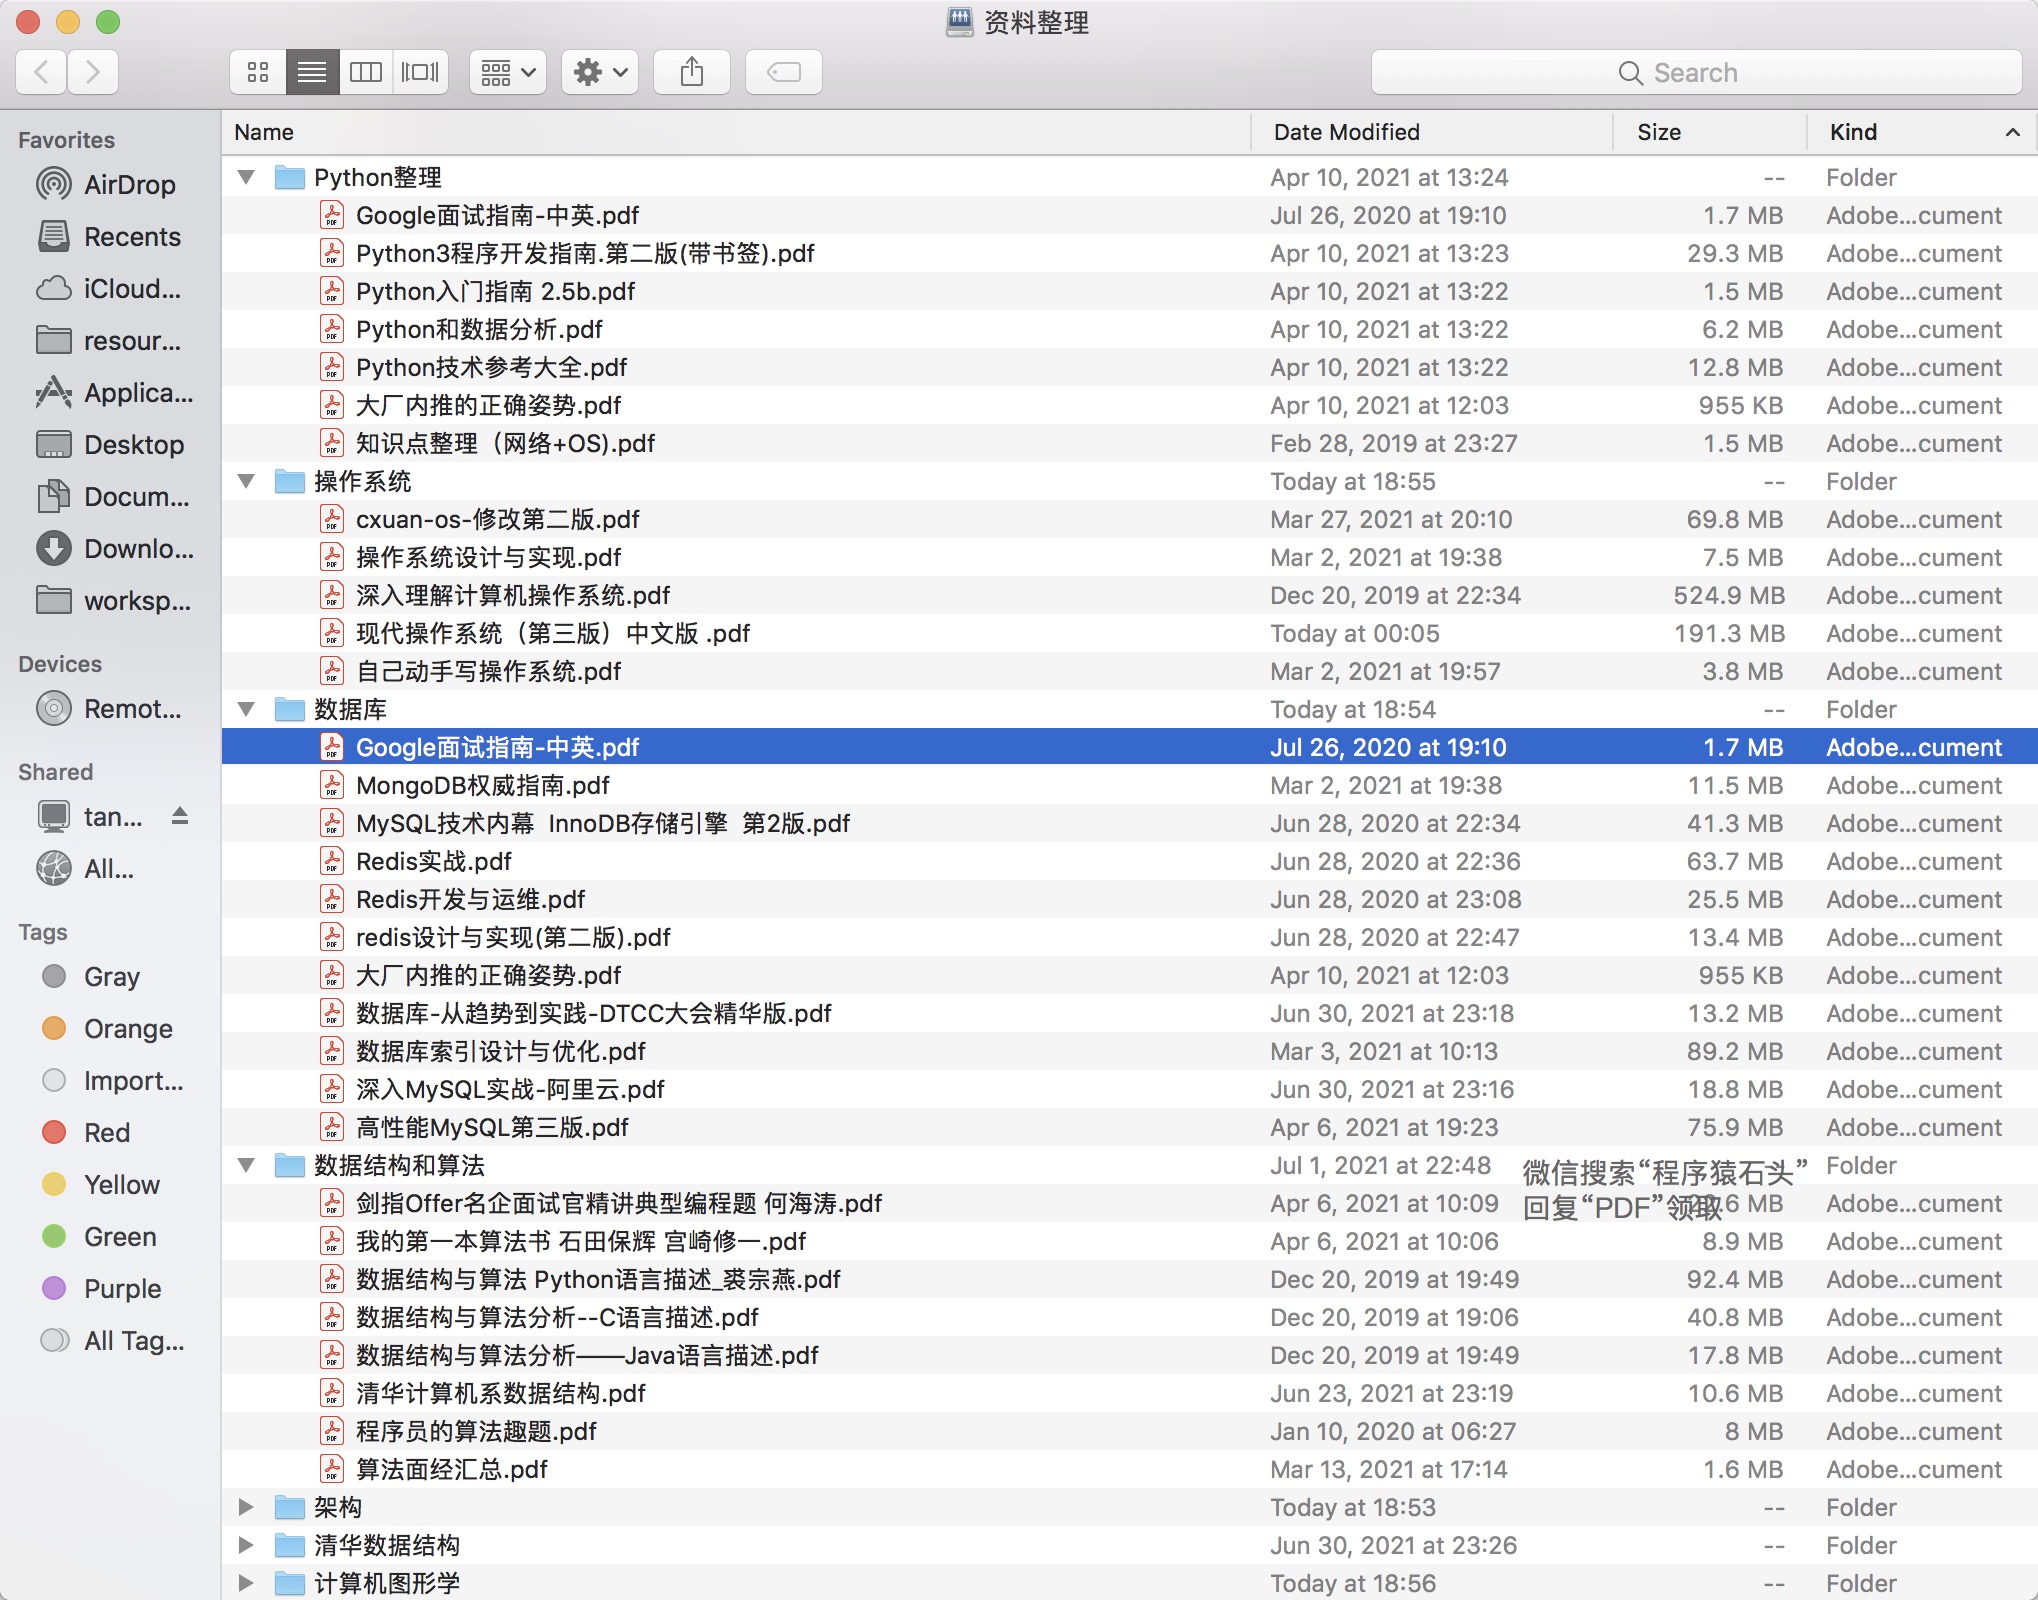 资料整理
Search
Name Date Modified Size Kind
Favorites
AirDrop
Recents
iCloud...
resour...
Applica...
Desktop
Docum...
Downlo...
worksp...
Devices
Remot...
Shared
tan...
All...
Tags
Gray
Orange
Import...
Red
Yellow
Green
Purple
All Tag...
Python整理 Apr 10, 2021 at 13:24 -- Folder
Google面试指南-中英.pdf Jul 26, 2020 at 19:10 1.7 MB Adobe...cument
Python3程序开发指南.第二版(带书签).pdf Apr 10, 2021 at 13:23 29.3 MB Adobe...cument
Python入门指南 2.5b.pdf Apr 10, 2021 at 13:22 1.5 MB Adobe...cument
Python和数据分析.pdf Apr 10, 2021 at 13:22 6.2 MB Adobe...cument
Python技术参考大全.pdf Apr 10, 2021 at 13:22 12.8 MB Adobe...cument
大厂内推的正确姿势.pdf Apr 10, 2021 at 12:03 955 KB Adobe...cument
知识点整理（网络+OS).pdf Feb 28, 2019 at 23:27 1.5 MB Adobe...cument
操作系统 Today at 18:55 -- Folder
cxuan-os-修改第二版.pdf Mar 27, 2021 at 20:10 69.8 MB Adobe...cument
操作系统设计与实现.pdf Mar 2, 2021 at 19:38 7.5 MB Adobe...cument
深入理解计算机操作系统.pdf Dec 20, 2019 at 22:34 524.9 MB Adobe...cument
现代操作系统（第三版）中文版 .pdf Today at 00:05 191.3 MB Adobe...cument
自己动手写操作系统.pdf Mar 2, 2021 at 19:57 3.8 MB Adobe...cument
数据库 Today at 18:54 -- Folder
Google面试指南-中英.pdf Jul 26, 2020 at 19:10 1.7 MB Adobe...cument
MongoDB权威指南.pdf Mar 2, 2021 at 19:38 11.5 MB Adobe...cument
MySQL技术内幕 InnoDB存储引擎 第2版.pdf Jun 28, 2020 at 22:34 41.3 MB Adobe...cument
Redis实战.pdf Jun 28, 2020 at 22:36 63.7 MB Adobe...cument
Redis开发与运维.pdf Jun 28, 2020 at 23:08 25.5 MB Adobe...cument
redis设计与实现(第二版).pdf Jun 28, 2020 at 22:47 13.4 MB Adobe...cument
大厂内推的正确姿势.pdf Apr 10, 2021 at 12:03 955 KB Adobe...cument
数据库-从趋势到实践-DTCC大会精华版.pdf Jun 30, 2021 at 23:18 13.2 MB Adobe...cument
数据库索引设计与优化.pdf Mar 3, 2021 at 10:13 89.2 MB Adobe...cument
深入MySQL实战-阿里云.pdf Jun 30, 2021 at 23:16 18.8 MB Adobe...cument
高性能MySQL第三版.pdf Apr 6, 2021 at 19:23 75.9 MB Adobe...cument
数据结构和算法 Jul 1, 2021 at 22:48 Folder
微信搜索“程序猿石头”
剑指Offer名企面试官精讲典型编程题 何海涛.pdf Apr 6, 2021 at 10:09 MB Adobe...cument
回复“PDF”领取
我的第一本算法书 石田保辉 宫崎修一.pdf Apr 6, 2021 at 10:06 8.9 MB Adobe...cument
数据结构与算法 Python语言描述_裘宗燕.pdf Dec 20, 2019 at 19:49 92.4 MB Adobe...cument
数据结构与算法分析--C语言描述.pdf Dec 20, 2019 at 19:06 40.8 MB Adobe...cument
数据结构与算法分析——Java语言描述.pdf Dec 20, 2019 at 19:49 17.8 MB Adobe...cument
清华计算机系数据结构.pdf Jun 23, 2021 at 23:19 10.6 MB Adobe...cument
程序员的算法趣题.pdf Jan 10, 2020 at 06:27 8 MB Adobe...cument
算法面经汇总.pdf Mar 13, 2021 at 17:14 1.6 MB Adobe...cument
架构 Today at 18:53 -- Folder
清华数据结构 Jun 30, 2021 at 23:26 -- Folder
计算机图形学 Today at 18:56 -- Folder